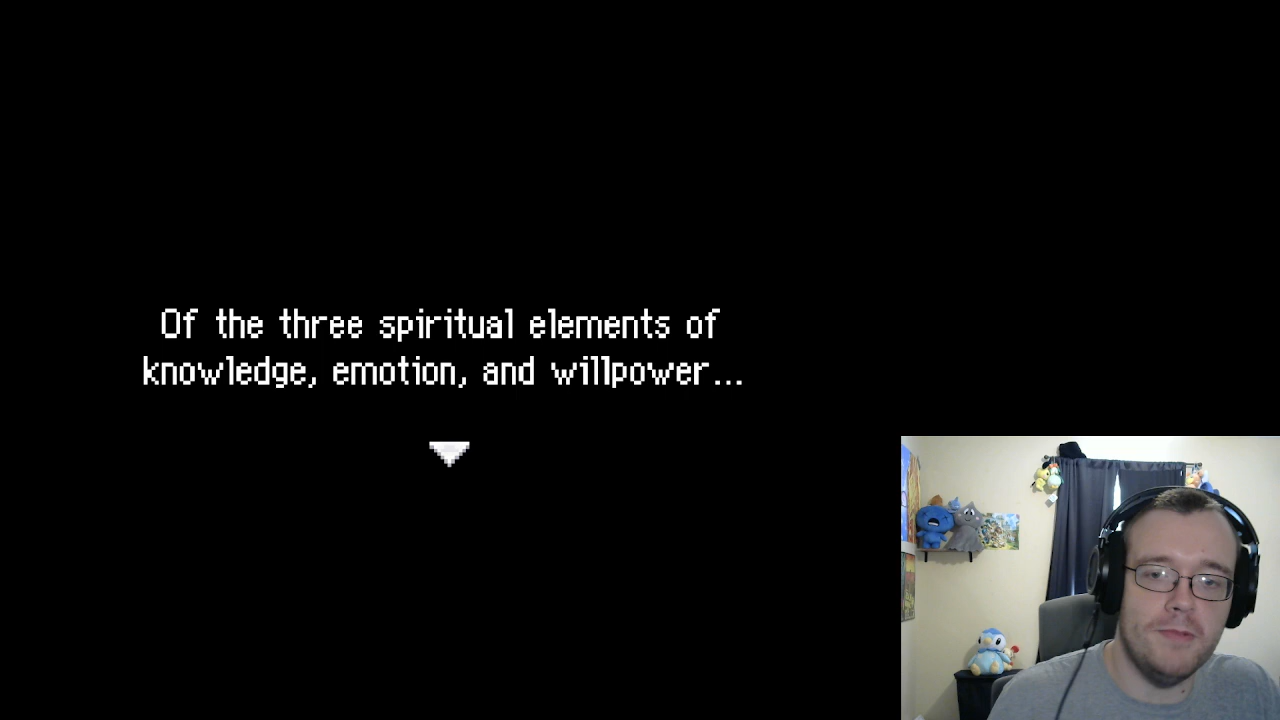 Of the three spiritual elements of
knowledge, emotion, and willpower...